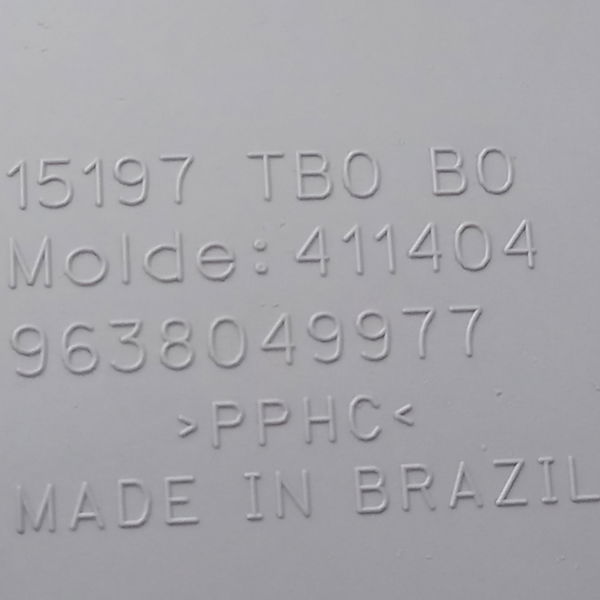 15197 TB0 B0
Molde: 411404
9638049977
>PPHC<
MADE IN BRAZIL